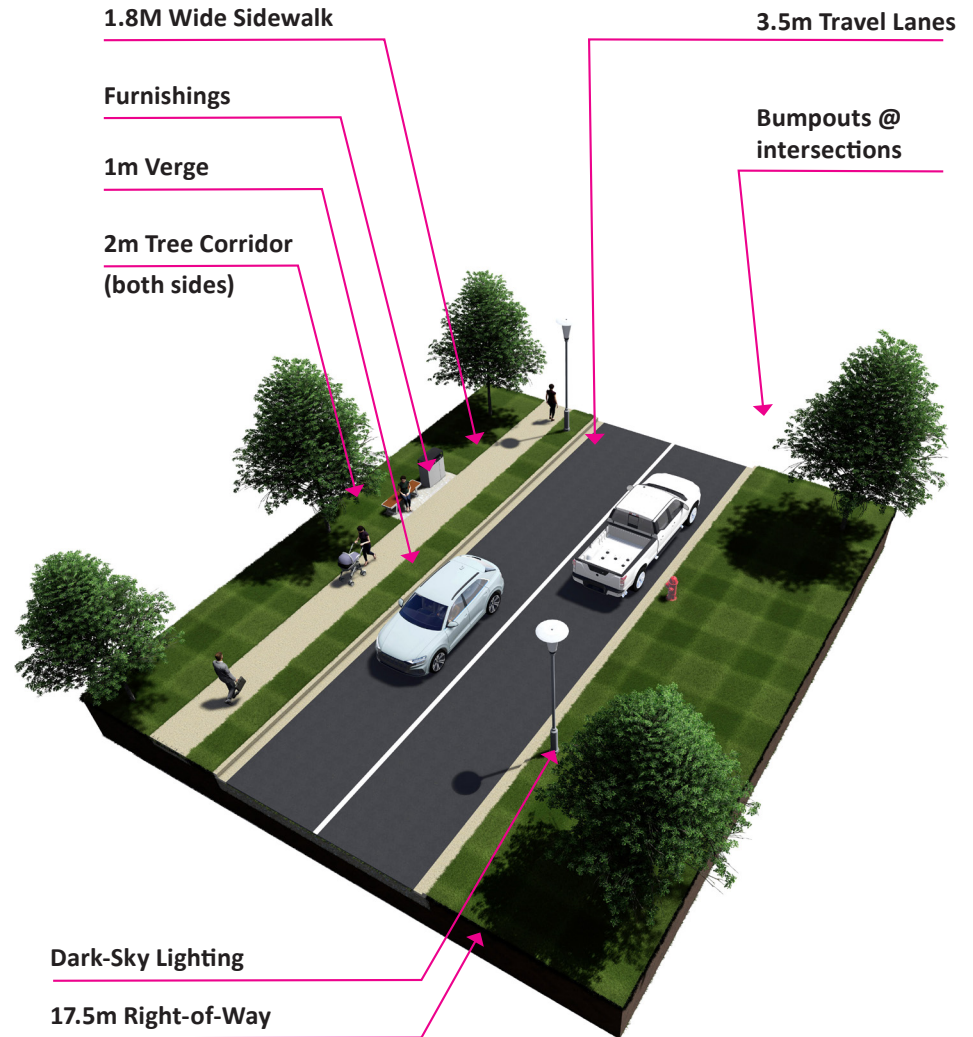 1.8M Wide Sidewalk
Furnishings
1m Verge
2m Tree Corridor
(both sides)
3.5m Travel Lanes
Bumpouts @
intersections
Dark-Sky Lighting
17.5m Right-of-Way